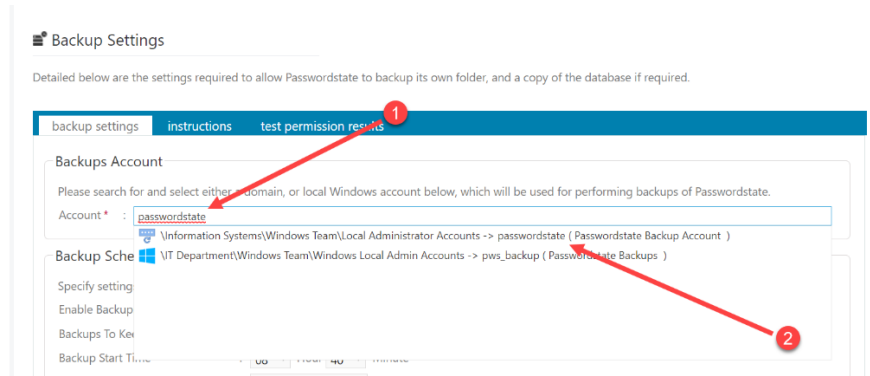 Backup Settings
Detailed below are the settings required to allow Passwordstate to backup its own folder, and a copy of the database if required.
1
backup settings instructions test permission results
Backups Account
Please search for and select either a domain, or local Windows account below, which will be used for performing backups of Passwordstate.
Account * : passwordstate
\Information Systems\Windows Team\Local Administrator Accounts -> passwordstate ( Passwordstate Backup Account )
Backup Sche \IT Department\Windows Team\Windows Local Admin Accounts -> pws_backup ( Passwordstate Backups )
Specify setting
Enable Backup
Backups To Ke
2
Backup Start Time : 08 Hour 40 Minute